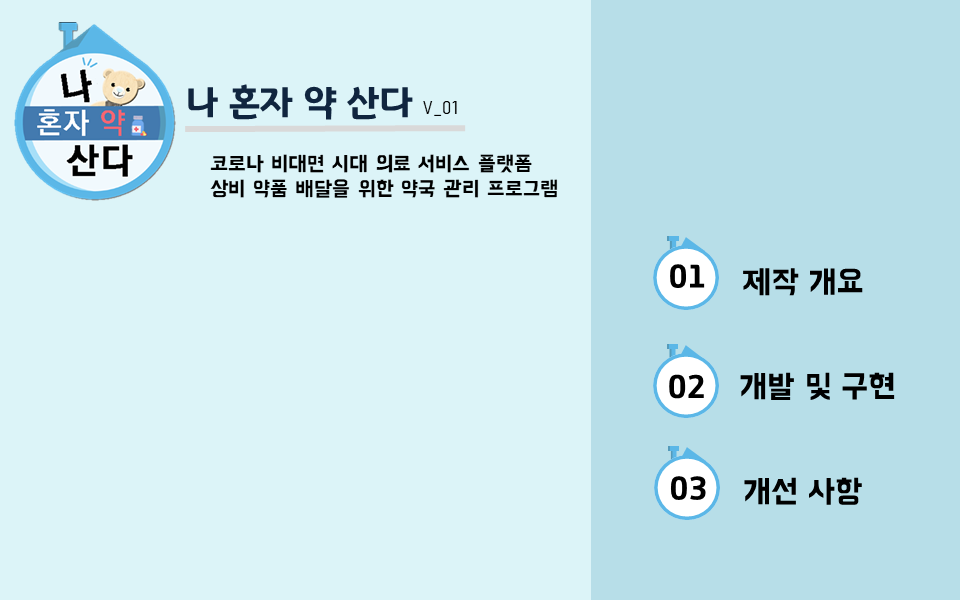 나
혼자 약
산다
나 혼자 약 산다 V_01
코로나 비대면 시대 의료 서비스 플랫폼
상비 약품 배달을 위한 약국 관리 프로그램
01 제작 개요
02 개발 및 구현
03 개선 사항